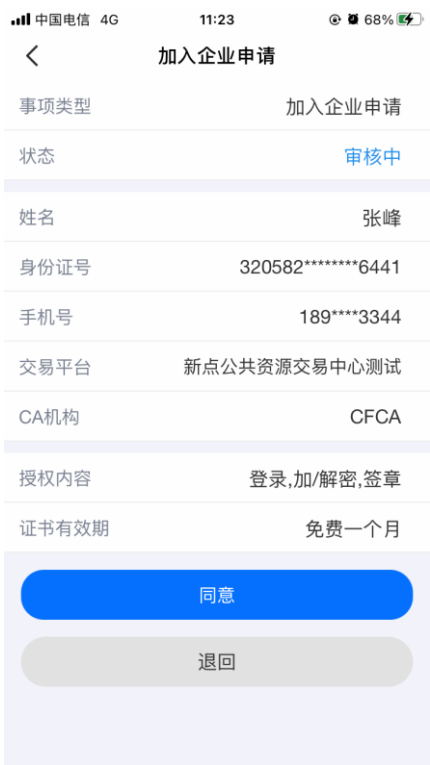 中国电信 4G 11:23 68%
加入企业申请
事项类型 加入企业申请
状态 审核中
姓名 张峰
身份证号 320582********6441
手机号 189****3344
交易平台 新点公共资源交易中心测试
CA机构 CFCA
授权内容 登录,加/解密,签章
证书有效期 免费一个月
同意
退回